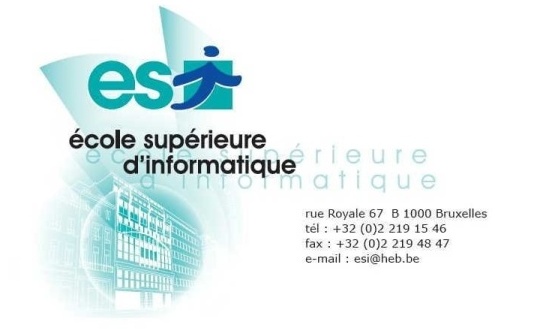 esi
école supérieure
d'informatique
école supérieure
d'informatique
rue Royale 67 B 1000 Bruxelles
tél : +32 (0)2 219 15 46
fax : +32 (0)2 219 48 47
e-mail : esi@heb.be